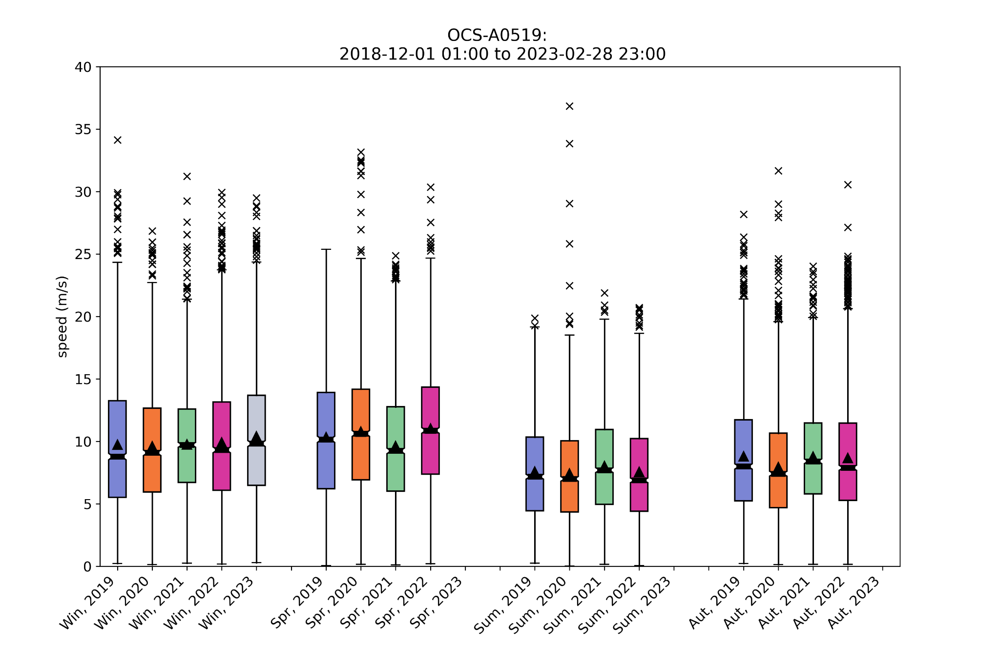 OCS-A0519:
2018-12-01 01:00 to 2023-02-28 23:00
speed (m/s)
40
35
30
25
20
15
10
5
0
Win, 2019
Win, 2020
Win, 2021
Win, 2022
Win, 2023
Spr, 2019
Spr, 2020
Spr, 2021
Spr, 2022
Spr, 2023
Sum, 2019
Sum, 2020
Sum, 2021
Sum, 2022
Sum, 2023
Aut, 2019
Aut, 2020
Aut, 2021
Aut, 2022
Aut, 2023